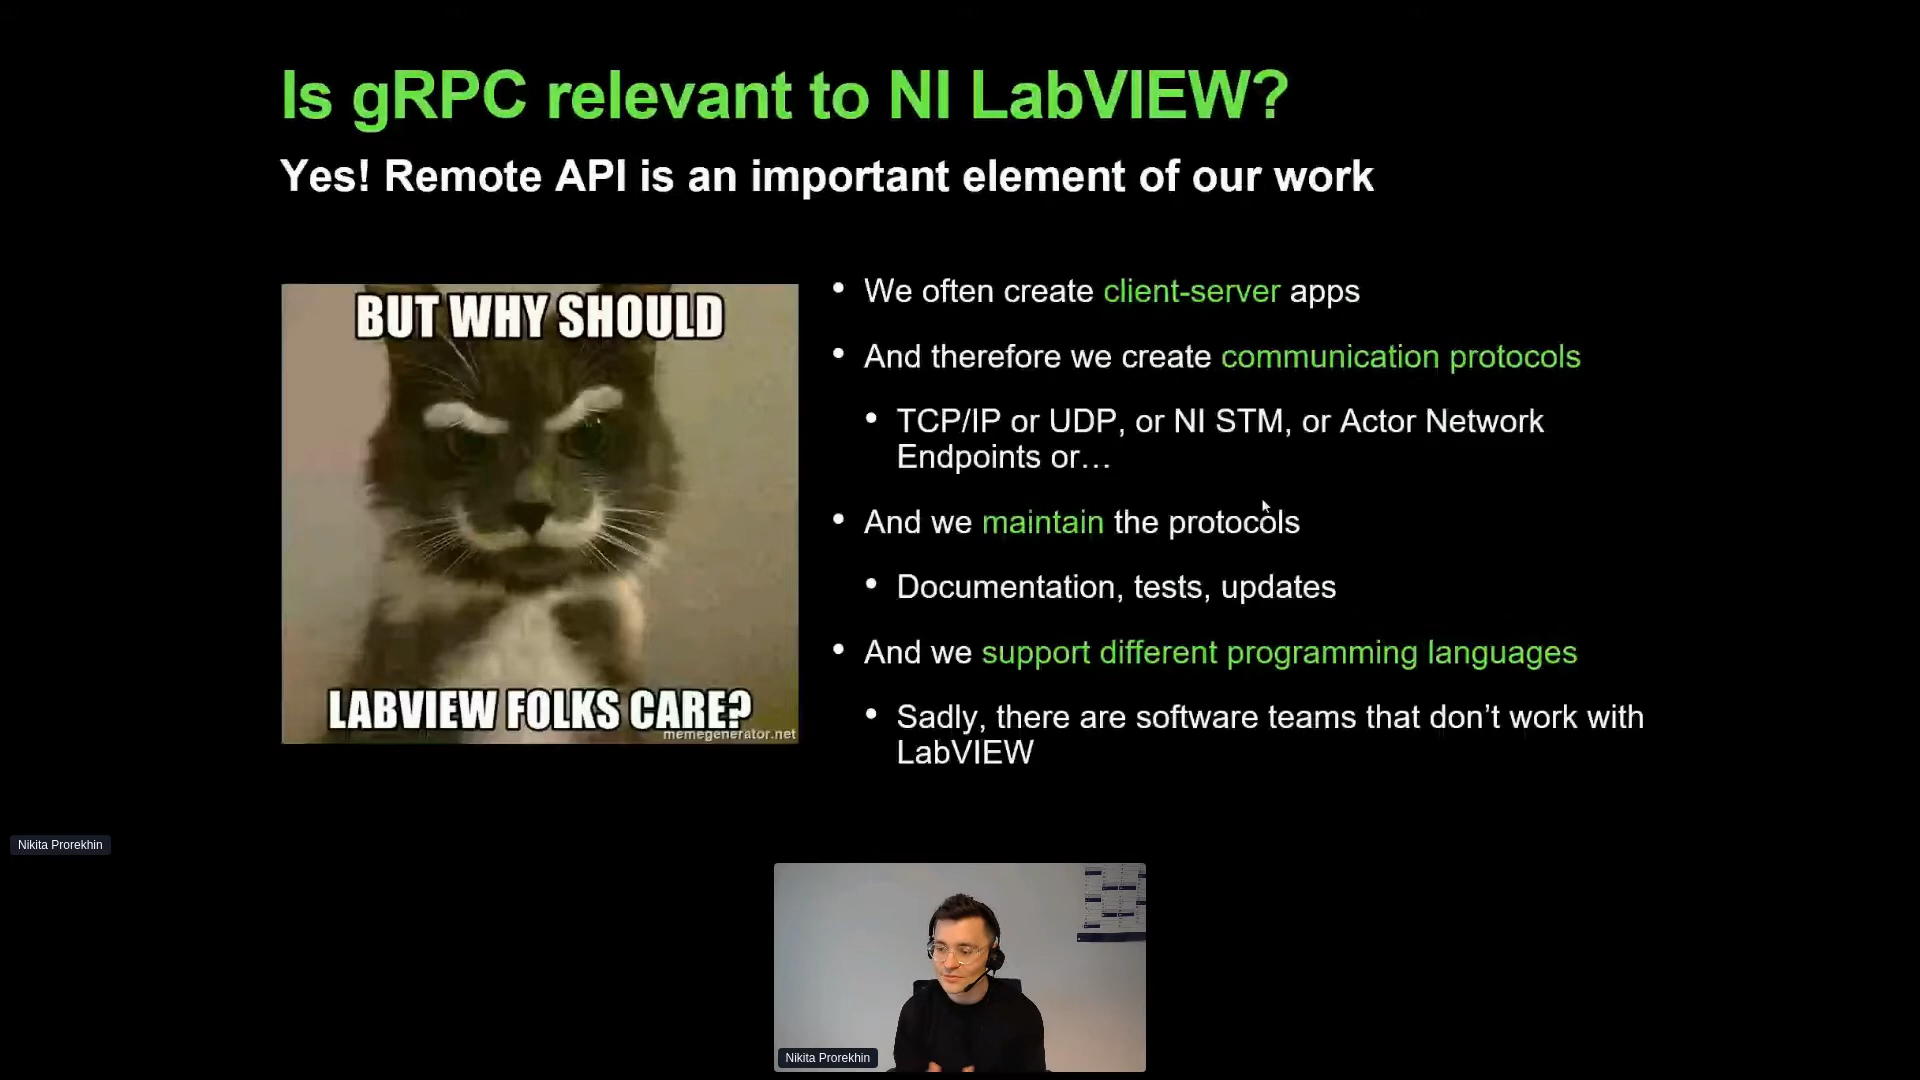 Is gRPC relevant to NI LabVIEW?
Yes! Remote API is an important element of our work
BUT WHY SHOULD
LABVIEW FOLKS CARE?
memegenerator.net
• We often create client-server apps
• And therefore we create communication protocols
• TCP/IP or UDP, or NI STM, or Actor Network
Endpoints or…
• And we maintain the protocols
• Documentation, tests, updates
• And we support different programming languages
• Sadly, there are software teams that don’t work with
LabVIEW
Nikita Prorekhin
Nikita Prorekhin